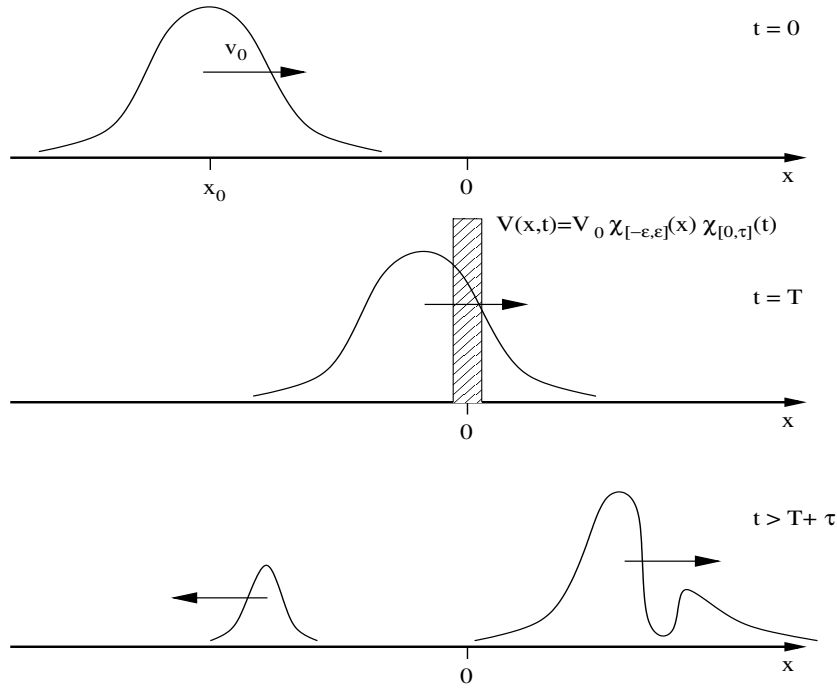 t = 0
v₀
x₀
0
x
V(x,t)=V₀ χ[-ε,ε](x) χ[0,τ](t)
t = T
0
x
t > T+ τ
0
x